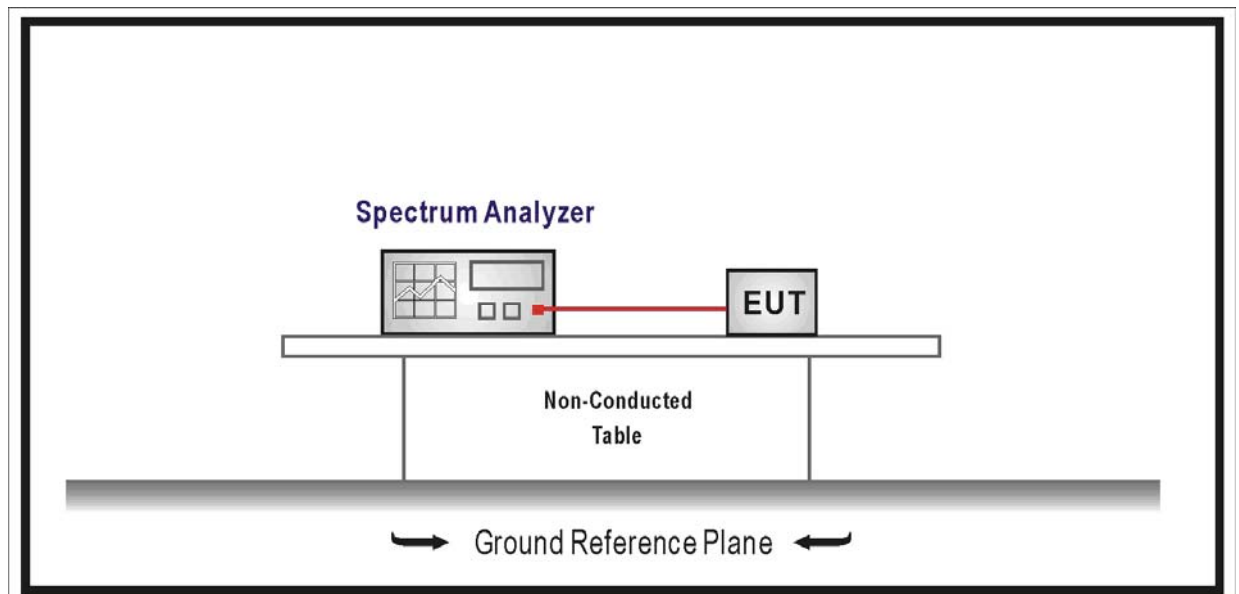 Spectrum Analyzer
EUT
Non-Conducted
Table
Ground Reference Plane